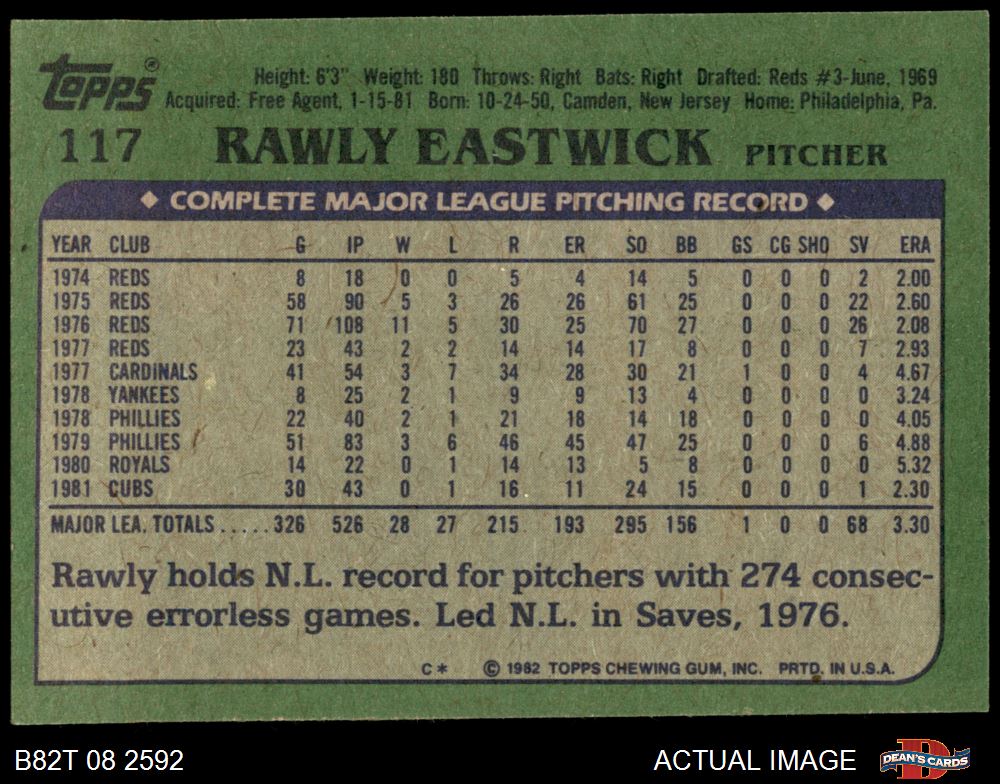 Topps®
Height: 6'3" Weight: 180 Throws: Right Bats: Right Drafted: Reds #3-June, 1969
Acquired: Free Agent, 1-15-81 Born: 10-24-50, Camden, New Jersey Home: Philadelphia, Pa.
117 RAWLY EASTWICK PITCHER
◆ COMPLETE MAJOR LEAGUE PITCHING RECORD ◆
YEAR CLUB G IP W L R ER SO BB GS CG SHO SV ERA
1974 REDS 8 18 0 0 5 4 14 5 0 0 0 2 2.00
1975 REDS 58 90 5 3 26 26 61 25 0 0 0 22 2.60
1976 REDS 71 108 11 5 30 25 70 27 0 0 0 26 2.08
1977 REDS 23 43 2 2 14 14 17 8 0 0 0 7 2.93
1977 CARDINALS 41 54 3 7 34 28 30 21 1 0 0 4 4.67
1978 YANKEES 8 25 2 1 9 9 13 4 0 0 0 0 3.24
1978 PHILLIES 22 40 2 1 21 18 14 18 0 0 0 0 4.05
1979 PHILLIES 51 83 3 6 46 45 47 25 0 0 0 6 4.88
1980 ROYALS 14 22 0 1 14 13 5 8 0 0 0 0 5.32
1981 CUBS 30 43 0 1 16 11 24 15 0 0 0 1 2.30
MAJOR LEA. TOTALS.....326 526 28 27 215 193 295 156 1 0 0 68 3.30
Rawly holds N.L. record for pitchers with 274 consec-
utive errorless games. Led N.L. in Saves, 1976.
C* © 1982 TOPPS CHEWING GUM, INC. PRTD. IN U.S.A.
B82T 08 2592 ACTUAL IMAGE D DEAN'S CARDS